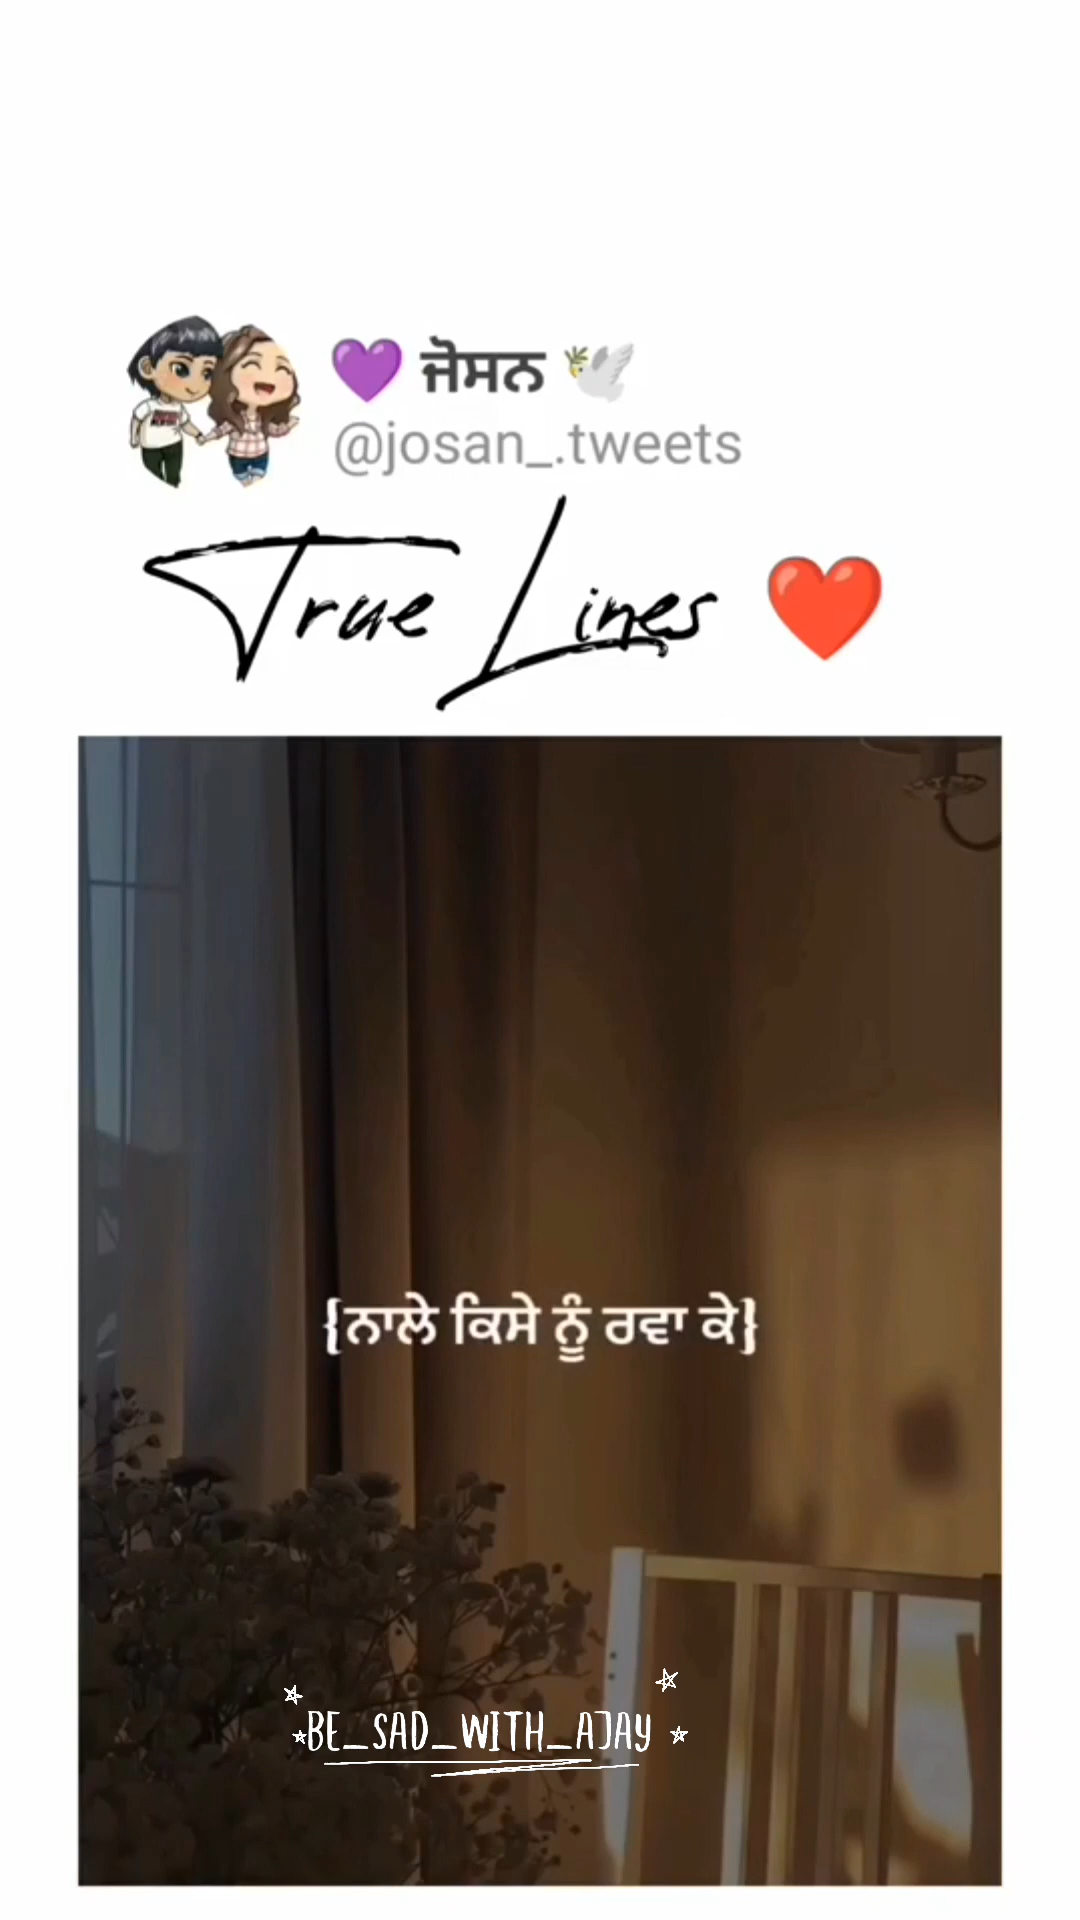 💜 ਜੋਸਨ 🕊️
@josan_.tweets
True Lines ❤️
{ਨਾਲੇ ਕਿਸੇ ਨੂੰ ਰਵਾ ਕੇ}
BE_SAD_WITH_AJAY